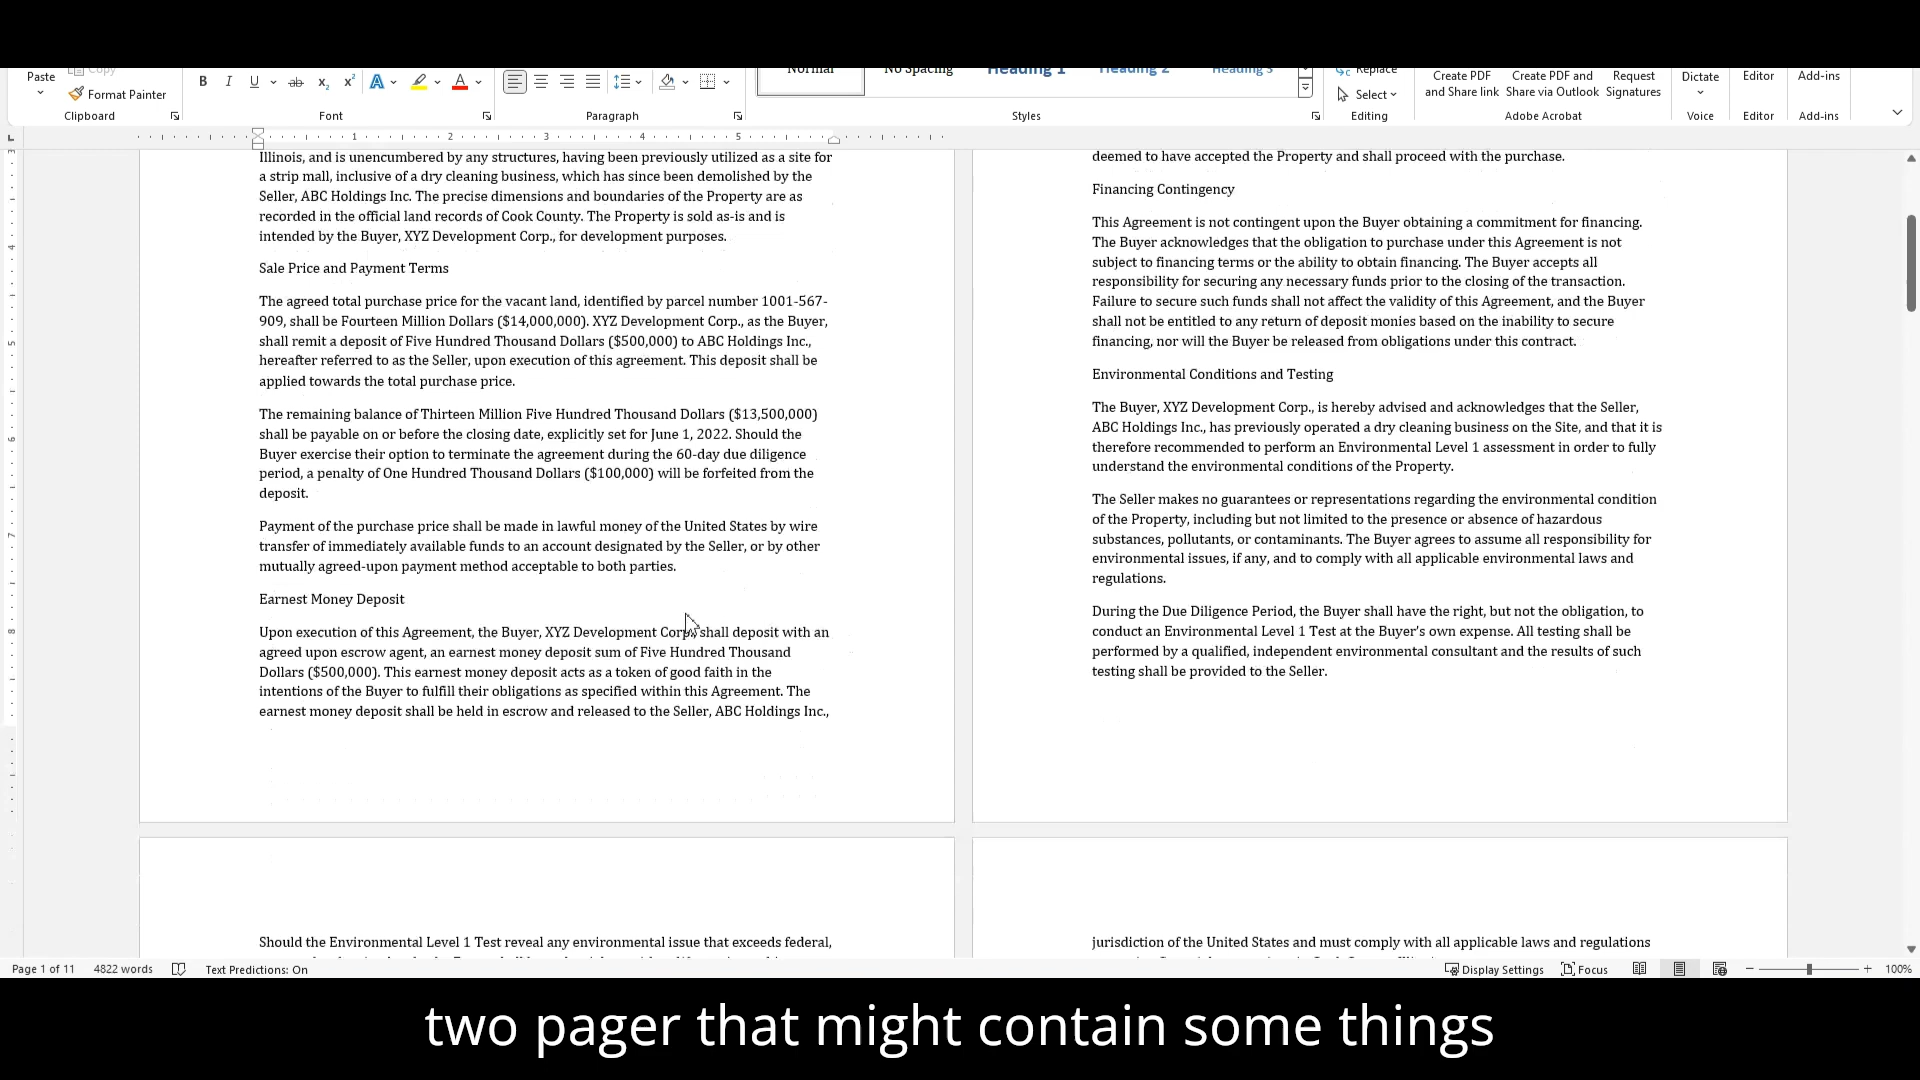 Paste
Copy
Format Painter
Clipboard
B I U ab x₂ x² A A
Font
Paragraph
Normal
No Spacing
Heading 1
Heading 2
Heading 3
Styles
Replace
Select
Editing
Create PDF
and Share link
Create PDF and
Share via Outlook
Request
Signatures
Adobe Acrobat
Dictate
Voice
Editor
Editor
Add-ins
Add-ins
1 2 3 4 5
3
4
5
6
7
8
Illinois, and is unencumbered by any structures, having been previously utilized as a site for
a strip mall, inclusive of a dry cleaning business, which has since been demolished by the
Seller, ABC Holdings Inc. The precise dimensions and boundaries of the Property are as
recorded in the official land records of Cook County. The Property is sold as-is and is
intended by the Buyer, XYZ Development Corp., for development purposes.
Sale Price and Payment Terms
The agreed total purchase price for the vacant land, identified by parcel number 1001-567-
909, shall be Fourteen Million Dollars ($14,000,000). XYZ Development Corp., as the Buyer,
shall remit a deposit of Five Hundred Thousand Dollars ($500,000) to ABC Holdings Inc.,
hereafter referred to as the Seller, upon execution of this agreement. This deposit shall be
applied towards the total purchase price.
The remaining balance of Thirteen Million Five Hundred Thousand Dollars ($13,500,000)
shall be payable on or before the closing date, explicitly set for June 1, 2022. Should the
Buyer exercise their option to terminate the agreement during the 60-day due diligence
period, a penalty of One Hundred Thousand Dollars ($100,000) will be forfeited from the
deposit.
Payment of the purchase price shall be made in lawful money of the United States by wire
transfer of immediately available funds to an account designated by the Seller, or by other
mutually agreed-upon payment method acceptable to both parties.
Earnest Money Deposit
Upon execution of this Agreement, the Buyer, XYZ Development Corp., shall deposit with an
agreed upon escrow agent, an earnest money deposit sum of Five Hundred Thousand
Dollars ($500,000). This earnest money deposit acts as a token of good faith in the
intentions of the Buyer to fulfill their obligations as specified within this Agreement. The
earnest money deposit shall be held in escrow and released to the Seller, ABC Holdings Inc.,
deemed to have accepted the Property and shall proceed with the purchase.
Financing Contingency
This Agreement is not contingent upon the Buyer obtaining a commitment for financing.
The Buyer acknowledges that the obligation to purchase under this Agreement is not
subject to financing terms or the ability to obtain financing. The Buyer accepts all
responsibility for securing any necessary funds prior to the closing of the transaction.
Failure to secure such funds shall not affect the validity of this Agreement, and the Buyer
shall not be entitled to any return of deposit monies based on the inability to secure
financing, nor will the Buyer be released from obligations under this contract.
Environmental Conditions and Testing
The Buyer, XYZ Development Corp., is hereby advised and acknowledges that the Seller,
ABC Holdings Inc., has previously operated a dry cleaning business on the Site, and that it is
therefore recommended to perform an Environmental Level 1 assessment in order to fully
understand the environmental conditions of the Property.
The Seller makes no guarantees or representations regarding the environmental condition
of the Property, including but not limited to the presence or absence of hazardous
substances, pollutants, or contaminants. The Buyer agrees to assume all responsibility for
environmental issues, if any, and to comply with all applicable environmental laws and
regulations.
During the Due Diligence Period, the Buyer shall have the right, but not the obligation, to
conduct an Environmental Level 1 Test at the Buyer's own expense. All testing shall be
performed by a qualified, independent environmental consultant and the results of such
testing shall be provided to the Seller.
Should the Environmental Level 1 Test reveal any environmental issue that exceeds federal,
jurisdiction of the United States and must comply with all applicable laws and regulations
Page 1 of 11
4822 words
Text Predictions: On
Display Settings
Focus
100%
two pager that might contain some things